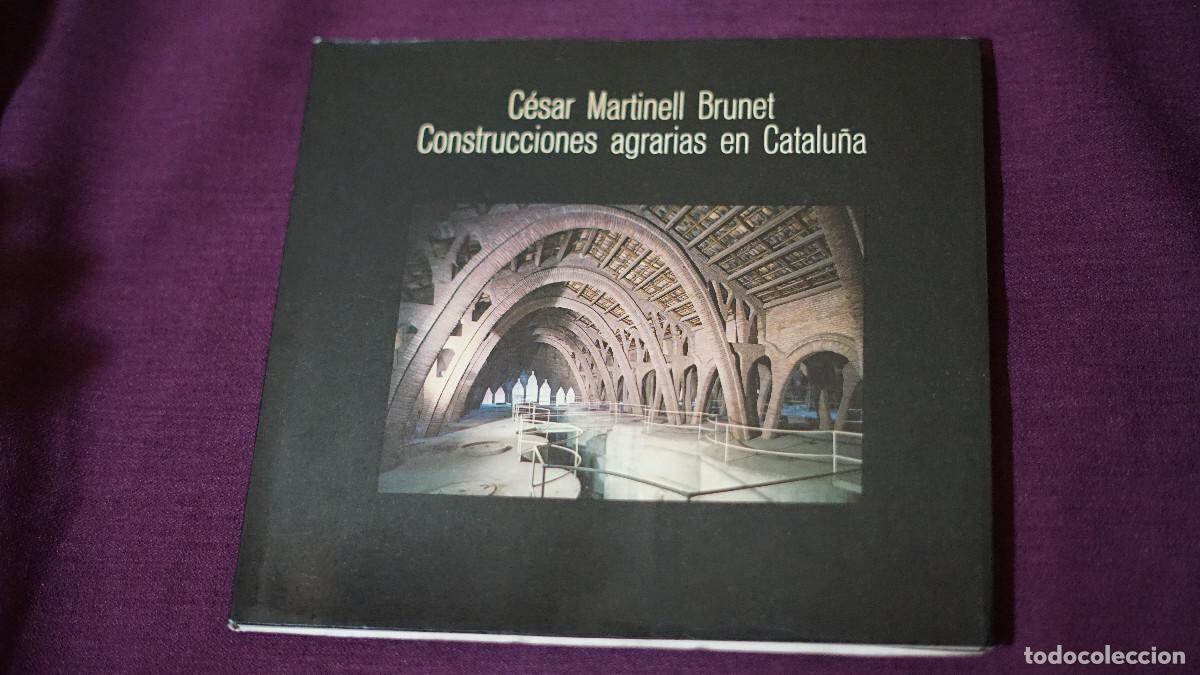 César Martinell Brunet
Construcciones agrarias en Cataluña
todocoleccion